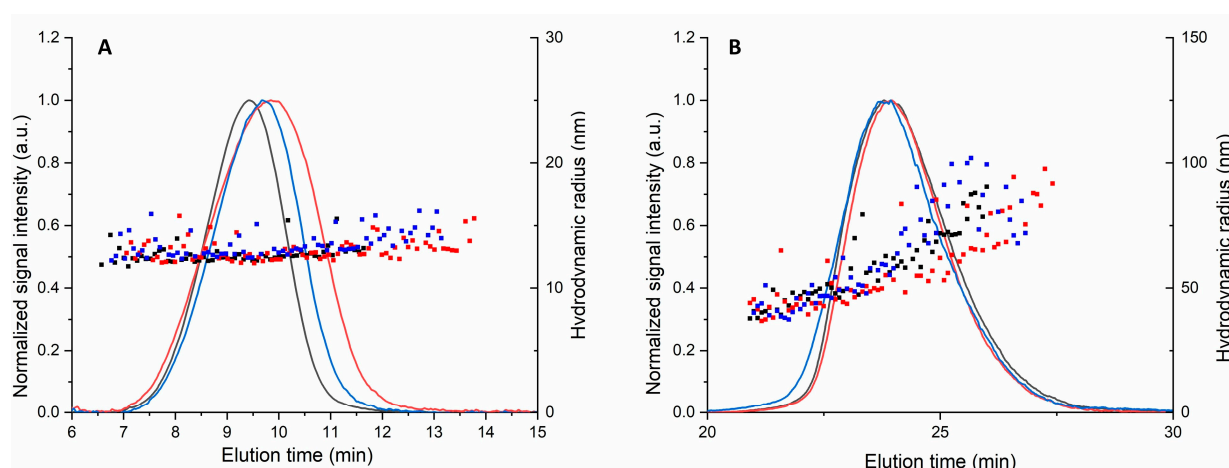 A
1.2
1.0
0.8
0.6
0.4
0.2
0.0
Normalized signal intensity (a.u.)
30
20
10
0
Hydrodynamic radius (nm)
6 7 8 9 10 11 12 13 14 15
Elution time (min)
B
1.2
1.0
0.8
0.6
0.4
0.2
0.0
Normalized signal intensity (a.u.)
150
100
50
0
Hydrodynamic radius (nm)
20 25 30
Elution time (min)